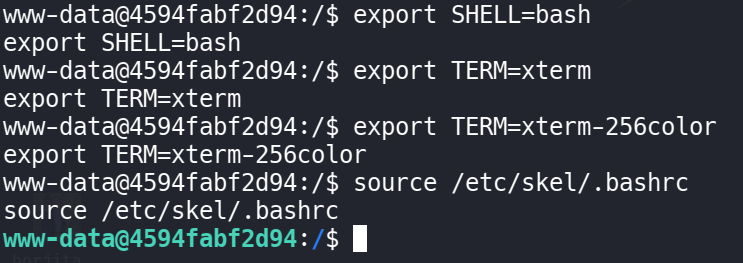 www-data@4594fabf2d94:/$ export SHELL=bash
export SHELL=bash
www-data@4594fabf2d94:/$ export TERM=xterm
export TERM=xterm
www-data@4594fabf2d94:/$ export TERM=xterm-256color
export TERM=xterm-256color
www-data@4594fabf2d94:/$ source /etc/skel/.bashrc
source /etc/skel/.bashrc
www-data@4594fabf2d94:/$